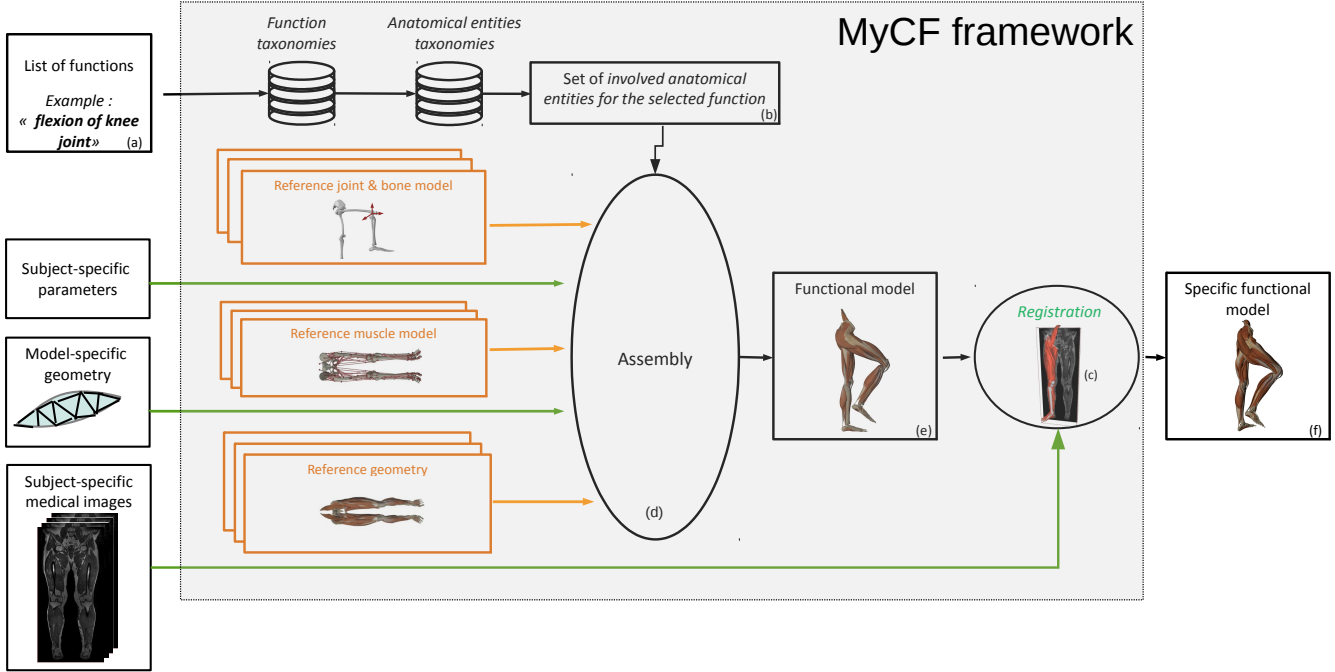 MyCF framework
Function
taxonomies
Anatomical entities
taxonomies
List of functions
Example :
« flexion of knee
joint»
(a)
Set of involved anatomical
entities for the selected function
(b)
Reference joint & bone model
Subject-specific
parameters
Reference muscle model
Model-specific
geometry
Reference geometry
Subject-specific
medical images
Assembly
(d)
Functional model
(e)
Registration
(c)
Specific functional
model
(f)